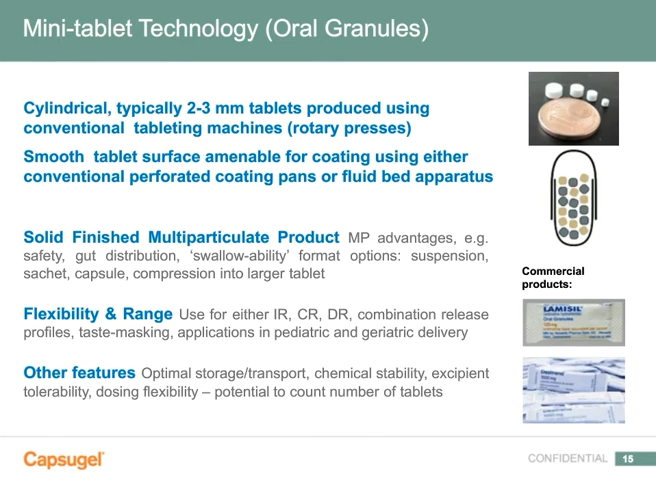 Mini-tablet Technology (Oral Granules)
Cylindrical, typically 2-3 mm tablets produced using
conventional tableting machines (rotary presses)
Smooth tablet surface amenable for coating using either
conventional perforated coating pans or fluid bed apparatus
Solid Finished Multiparticulate Product MP advantages, e.g.
safety, gut distribution, ‘swallow-ability’ format options: suspension,
sachet, capsule, compression into larger tablet
Flexibility & Range Use for either IR, CR, DR, combination release
profiles, taste-masking, applications in pediatric and geriatric delivery
Other features Optimal storage/transport, chemical stability, excipient
tolerability, dosing flexibility – potential to count number of tablets
Commercial
products:
LAMISIL
Oral Granules
Capsugel
CONFIDENTIAL 15